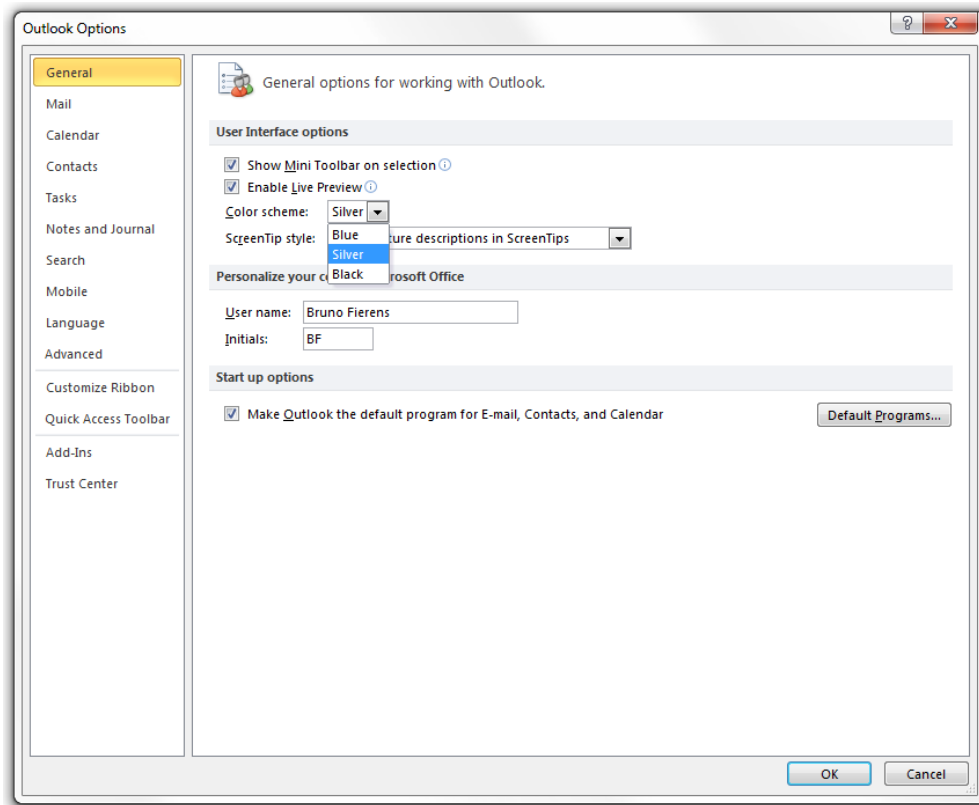 Outlook Options
General
Mail
Calendar
Contacts
Tasks
Notes and Journal
Search
Mobile
Language
Advanced
Customize Ribbon
Quick Access Toolbar
Add-Ins
Trust Center
General options for working with Outlook.
User Interface options
Show Mini Toolbar on selection
Enable Live Preview
Color scheme: Silver
Blue
Silver
Black
ScreenTip style: descriptions in ScreenTips
Personalize your Office
User name: Bruno Fierens
Initials: BF
Start up options
Make Outlook the default program for E-mail, Contacts, and Calendar Default Programs...
OK Cancel